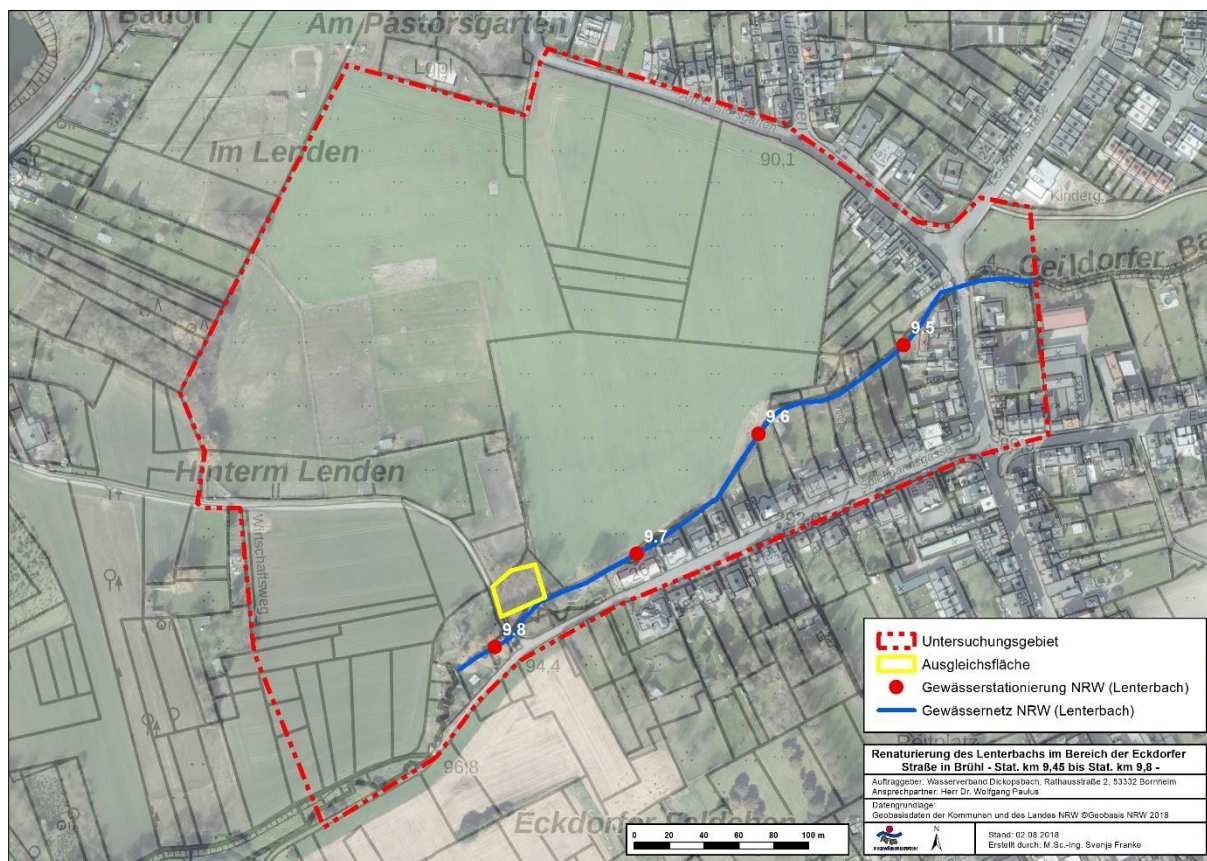 Am Pastorsgarten
Im Lenden
Am Pastorsgarten
90,1
Kinderg.
Geildorfer Ba
9.5
9.6
Hinterm Lenden
Wirtschaftsweg
9.7
9.8
94,4
96,8
Reitplatz
Eckdorfer Feldchen
Untersuchungsgebiet
Ausgleichsfläche
Gewässerstationierung NRW (Lenterbach)
Gewässernetz NRW (Lenterbach)
Renaturierung des Lenterbachs im Bereich der Eckdorfer
Straße in Brühl - Stat. km 9,45 bis Stat. km 9,8 -
Auftraggeber: Wasserverband Dickopsbach, Rathausstraße 2, 53332 Bornheim
Ansprechpartner: Herr Dr. Wolfgang Paulus
Datengrundlage:
Geobasisdaten der Kommunen und des Landes NRW ©Geobasis NRW 2018
0 20 40 60 80 100 m
N
Stand: 02.08.2018
Erstellt durch: M.Sc.-Ing. Svenja Franke